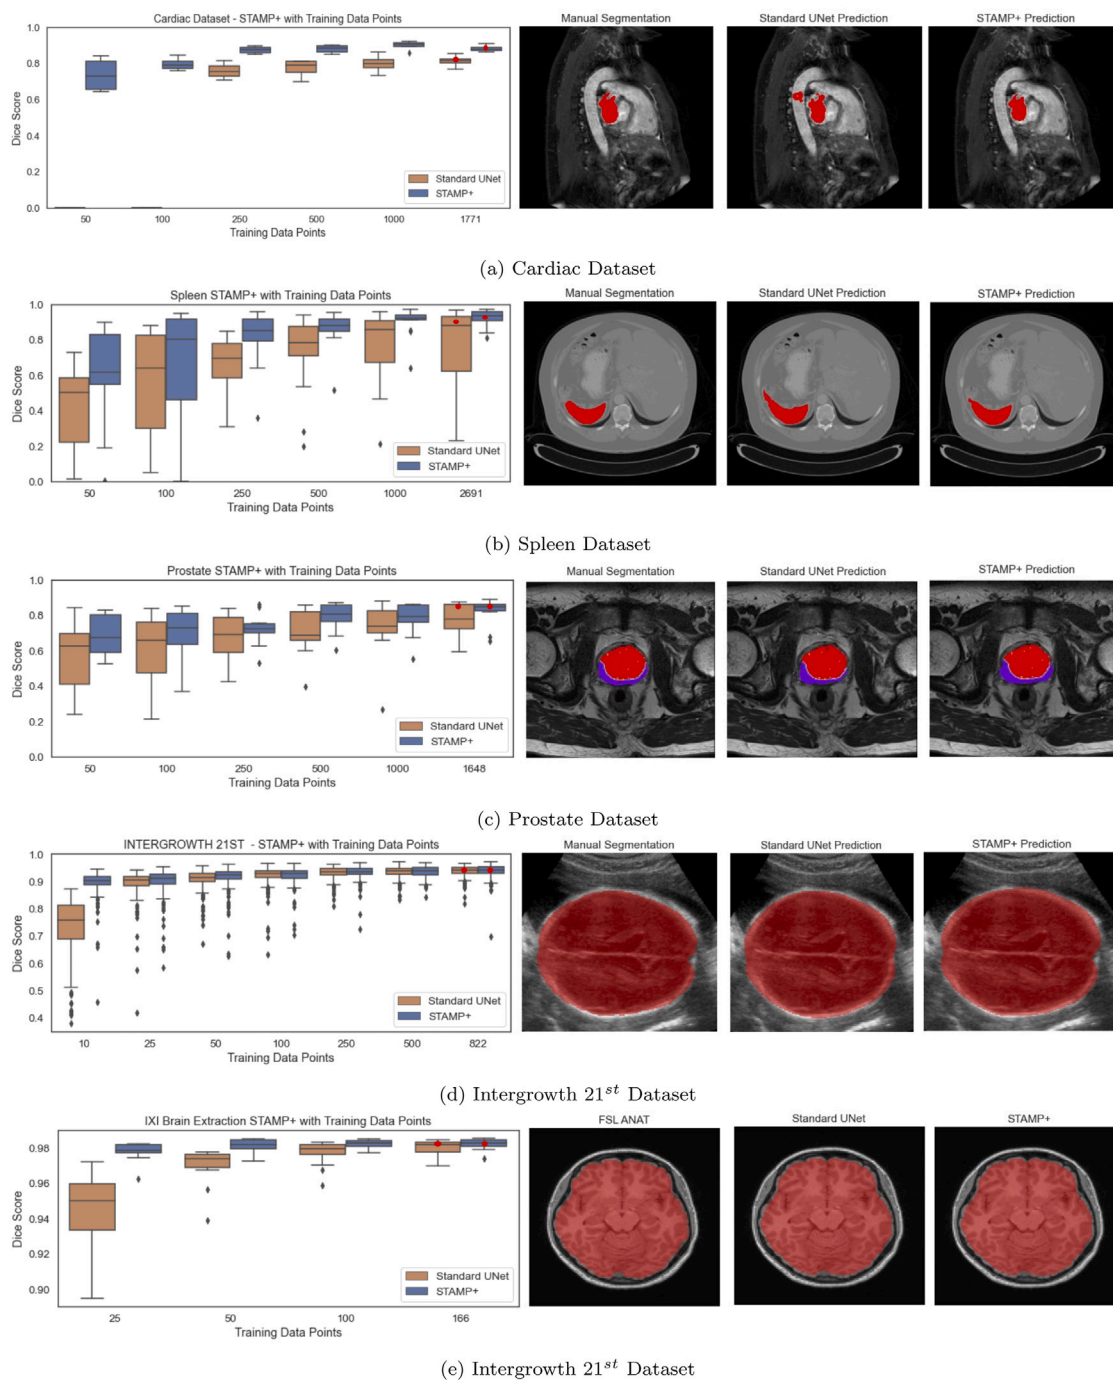 Cardiac Dataset - STAMP+ with Training Data Points
Manual Segmentation
Standard UNet Prediction
STAMP+ Prediction
1.0
0.8
0.6
0.4
0.2
0.0
Dice Score
Standard UNet
STAMP+
50 100 250 500 1000 1771
Training Data Points
(a) Cardiac Dataset
Spleen STAMP+ with Training Data Points
Manual Segmentation
Standard UNet Prediction
STAMP+ Prediction
1.0
0.8
0.6
0.4
0.2
0.0
Dice Score
Standard UNet
STAMP+
50 100 250 500 1000 2691
Training Data Points
(b) Spleen Dataset
Prostate STAMP+ with Training Data Points
Manual Segmentation
Standard UNet Prediction
STAMP+ Prediction
1.0
0.8
0.6
0.4
0.2
0.0
Dice Score
Standard UNet
STAMP+
50 100 250 500 1000 1648
Training Data Points
(c) Prostate Dataset
INTERGROWTH 21ST - STAMP+ with Training Data Points
Manual Segmentation
Standard UNet Prediction
STAMP+ Prediction
1.0
0.9
0.8
0.7
0.6
0.5
0.4
Dice Score
Standard UNet
STAMP+
10 25 50 100 250 500 822
Training Data Points
(d) Intergrowth 21st Dataset
IXI Brain Extraction STAMP+ with Training Data Points
FSL ANAT
Standard UNet
STAMP+
0.98
0.96
0.94
0.92
0.90
Dice Score
Standard UNet
STAMP+
25 50 100 166
Training Data Points
(e) Intergrowth 21st Dataset